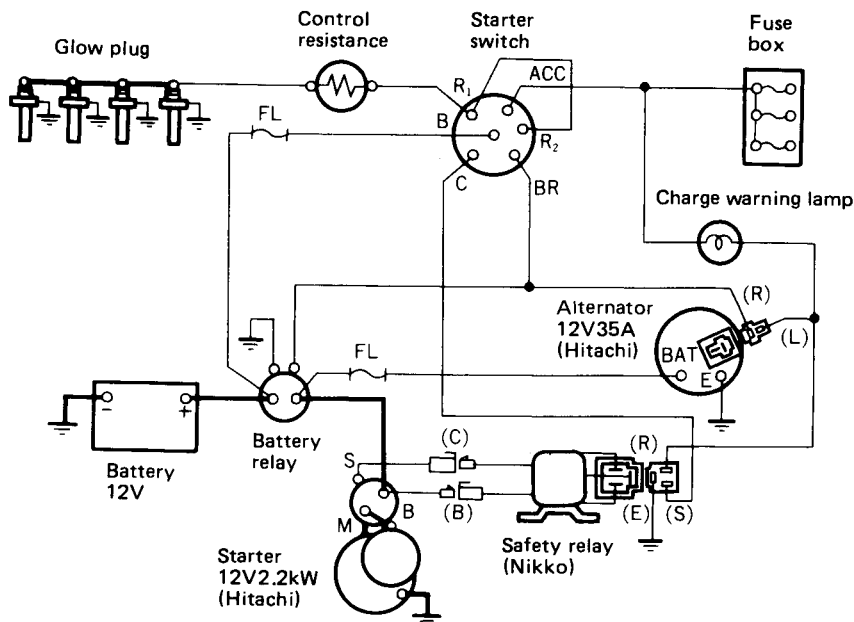 Glow plug
Control
resistance
Starter
switch
Fuse
box
R1
ACC
B
R2
C
BR
FL
Charge warning lamp
(R)
Alternator
12V35A
(Hitachi)
(L)
BAT
E
FL
-
+
Battery
12V
Battery
relay
S
(C)
(R)
B
(B)
(E)
(S)
M
Starter
12V2.2kW
(Hitachi)
Safety relay
(Nikko)